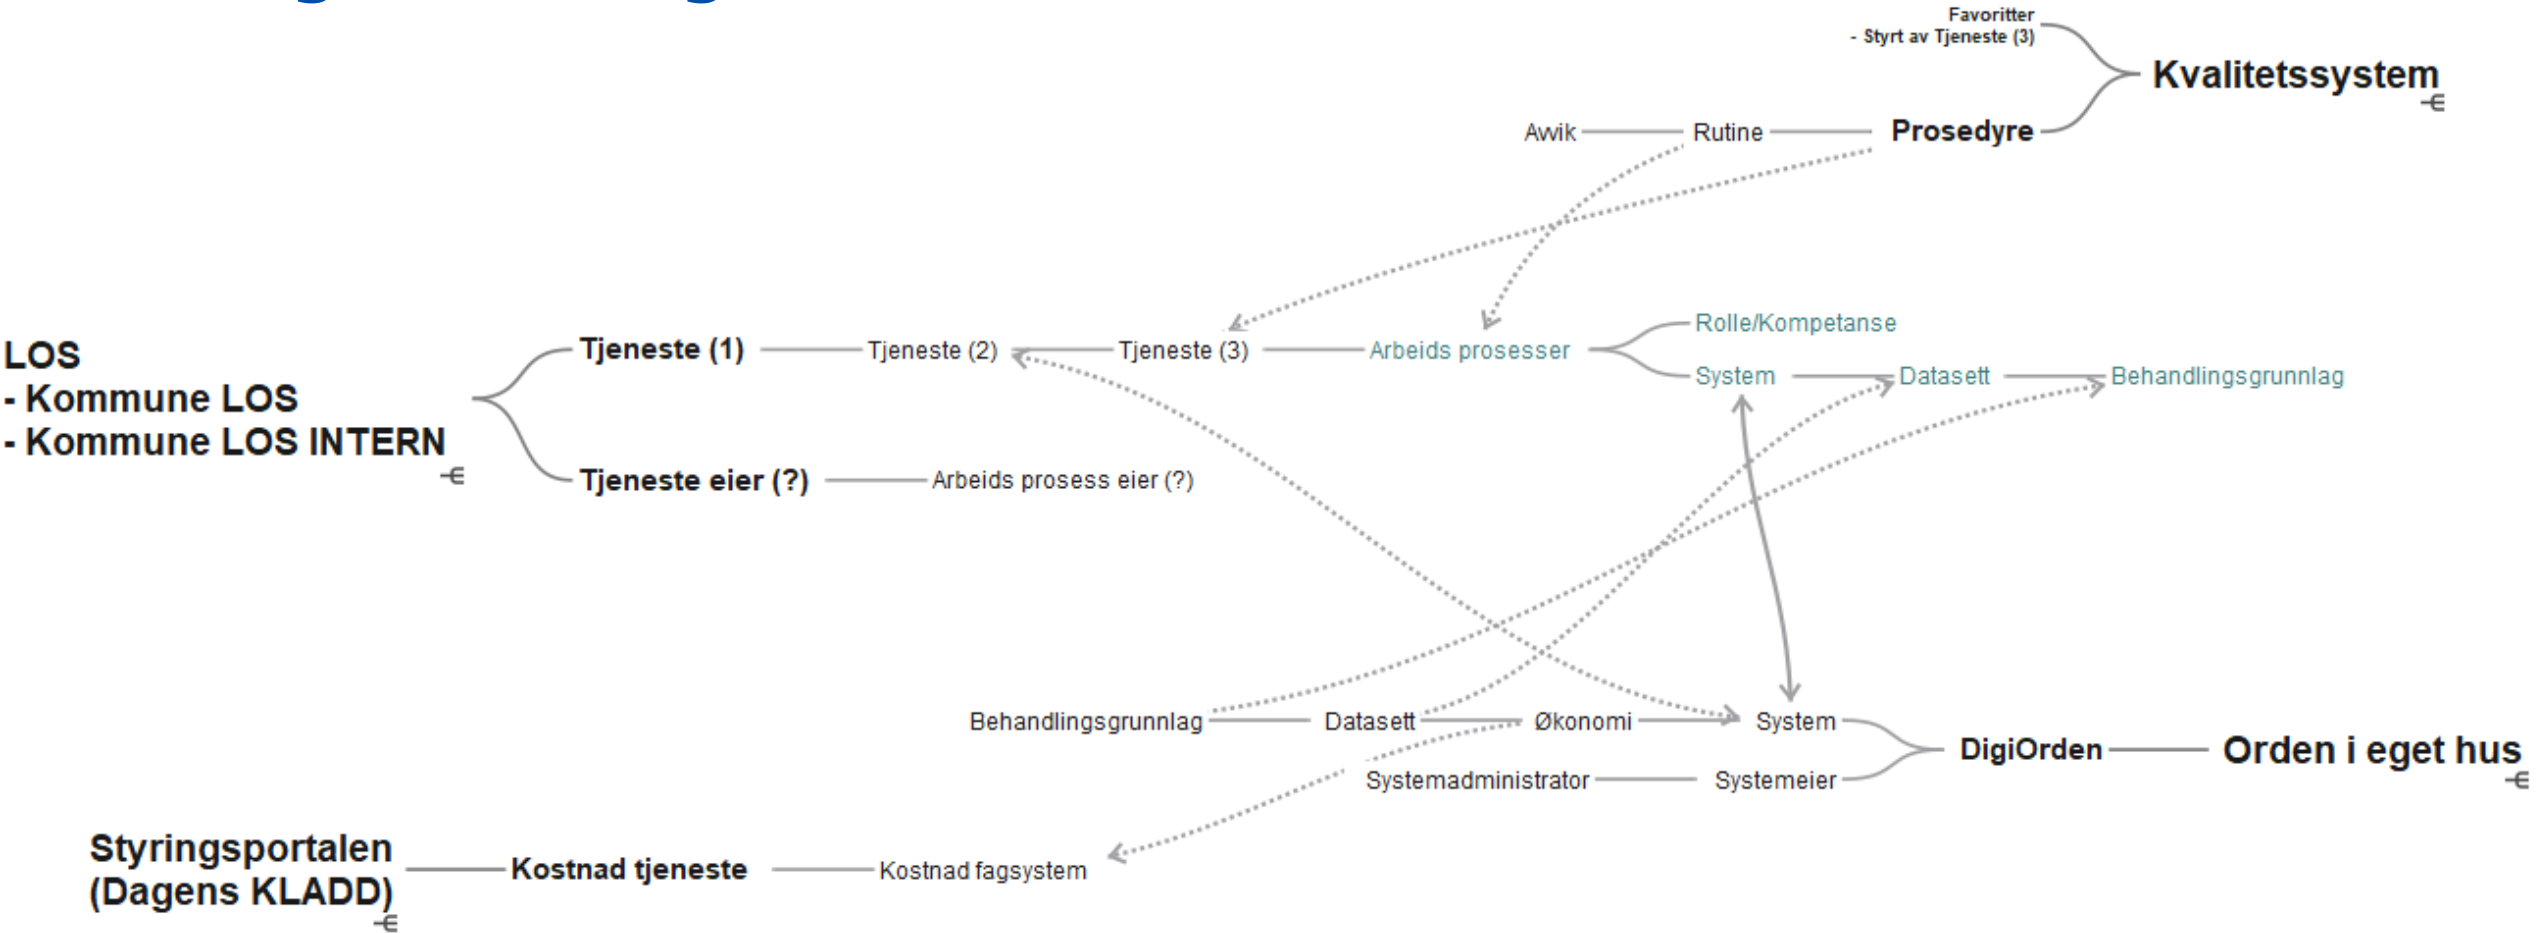 Favoritter
- Styrt av Tjeneste (3)
Kvalitetssystem
Avvik
Rutine
Prosedyre
LOS
- Kommune LOS
- Kommune LOS INTERN
Tjeneste (1)
Tjeneste (2)
Tjeneste (3)
Arbeids prosesser
Rolle/Kompetanse
System
Datasett
Behandlingsgrunnlag
Tjeneste eier (?)
Arbeids prosess eier (?)
Behandlingsgrunnlag
Datasett
Økonomi
System
Systemadministrator
Systemeier
DigiOrden
Orden i eget hus
Styringsportalen
(Dagens KLADD)
Kostnad tjeneste
Kostnad fagsystem